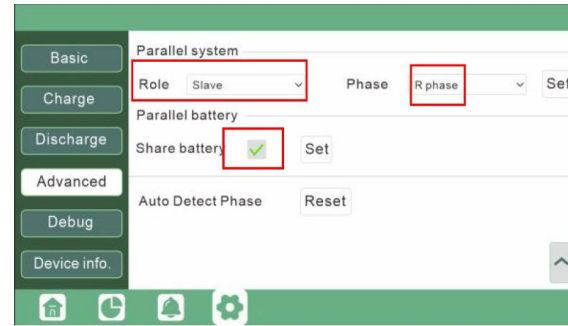 Basic
Charge
Discharge
Advanced
Debug
Device info.
Parallel system
Role Slave Phase R phase Set
Parallel battery
Share battery Set
Auto Detect Phase Reset